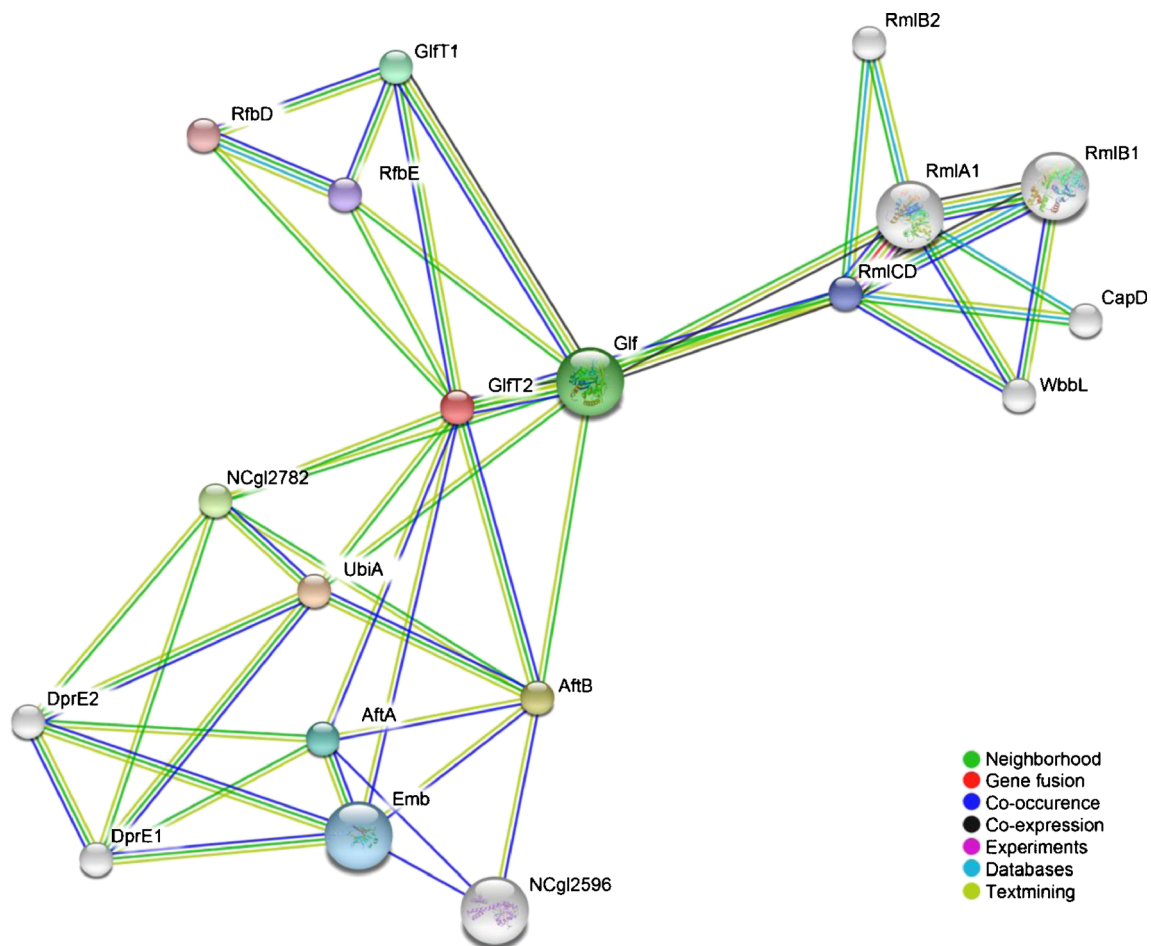 RmlB2
GlfT1
RmlB1
RfbD
RfbE
RmlA1
RmlCD
CapD
Glf
GlfT2
WbbL
NCgl2782
UbiA
DprE2
AftA
AftB
Emb
DprE1
NCgl2596
Neighborhood
Gene fusion
Co-occurence
Co-expression
Experiments
Databases
Textmining